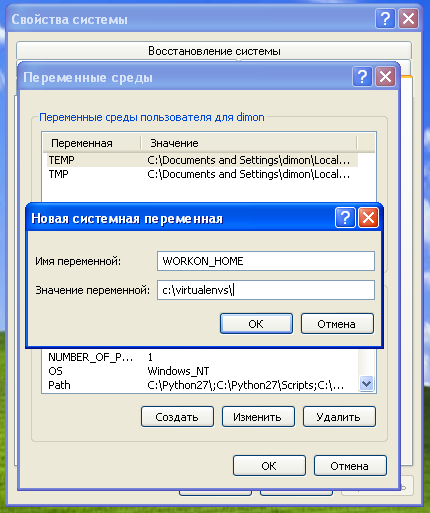 Свойства системы
Восстановление системы
Переменные среды
Переменные среды пользователя для dimon
Переменная Значение
TEMP C:\Documents and Settings\dimon\Local...
TMP C:\Documents and Settings\dimon\Local...
Новая системная переменная
Имя переменной: WORKON_HOME
Значение переменной: c:\virtualenvs\
OK Отмена
NUMBER_OF_P... 1
OS Windows_NT
Path C:\Python27\;C:\Python27\Scripts;C:\...
Создать Изменить Удалить
OK Отмена